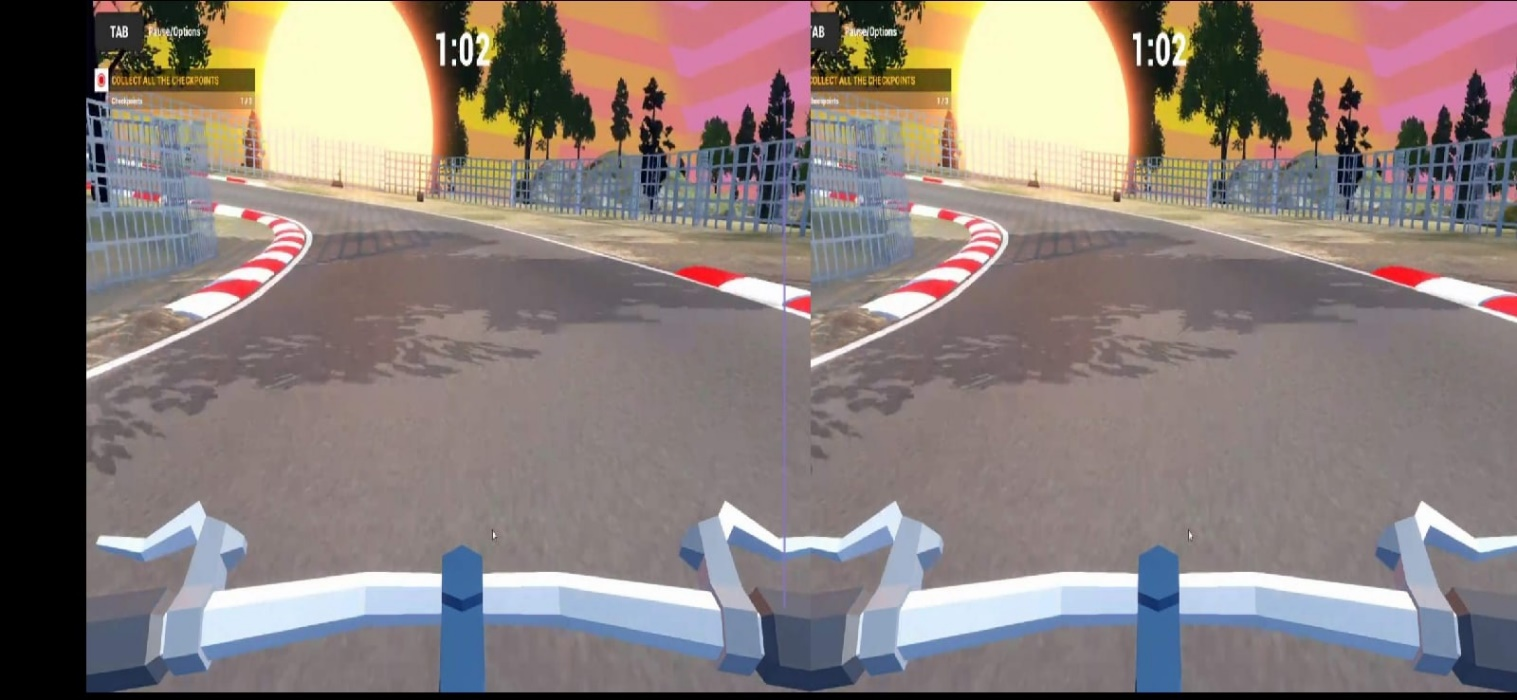 TAB Pause/Options
1:02
COLLECT ALL THE CHECKPOINTS
Checkpoints 1/3
AB Pause/Options
1:02
COLLECT ALL THE CHECKPOINTS
Checkpoints 1/3